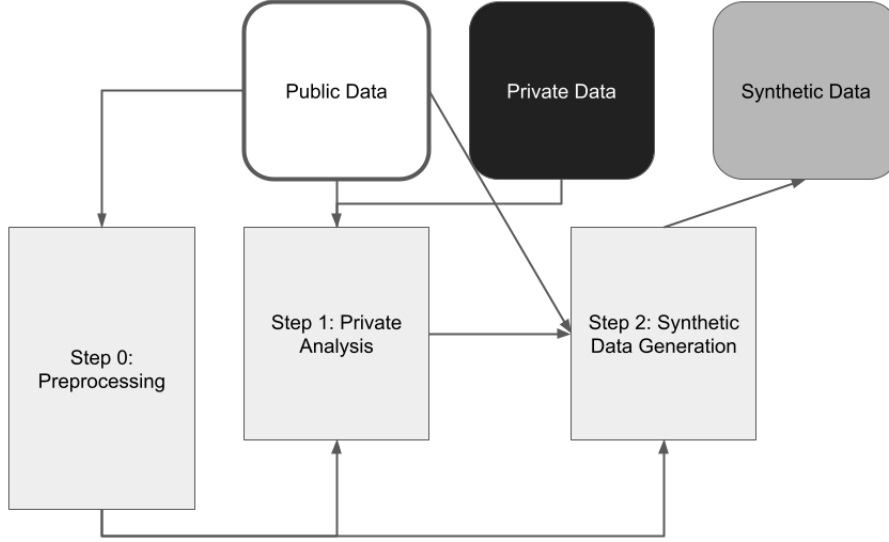 Public Data
Private Data
Synthetic Data
Step 0:
Preprocessing
Step 1: Private
Analysis
Step 2: Synthetic
Data Generation